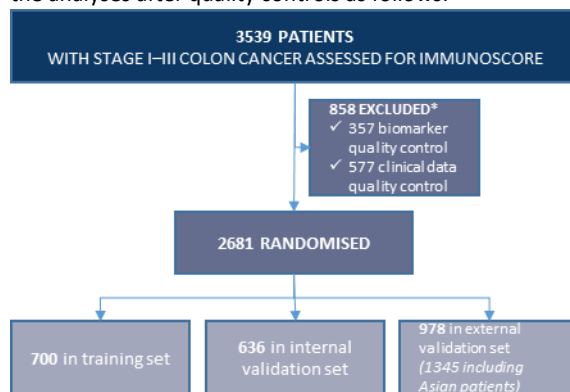 the analyses after quality controls as follows:
3539 PATIENTS
WITH STAGE I–III COLON CANCER ASSESSED FOR IMMUNOSCORE
858 EXCLUDED*
✓ 357 biomarker
quality control
✓ 577 clinical data
quality control
2681 RANDOMISED
700 in training set
636 in internal
validation set
978 in external
validation set
(1345 including
Asian patients)